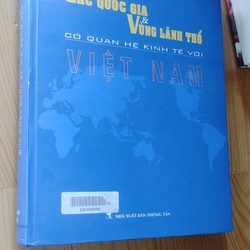 CÁC QUỐC GIA
& VÙNG LÃNH THỔ
CÓ QUAN HỆ KINH TẾ VỚI
VIỆT NAM
NHÀ XUẤT BẢN THÔNG TẤN